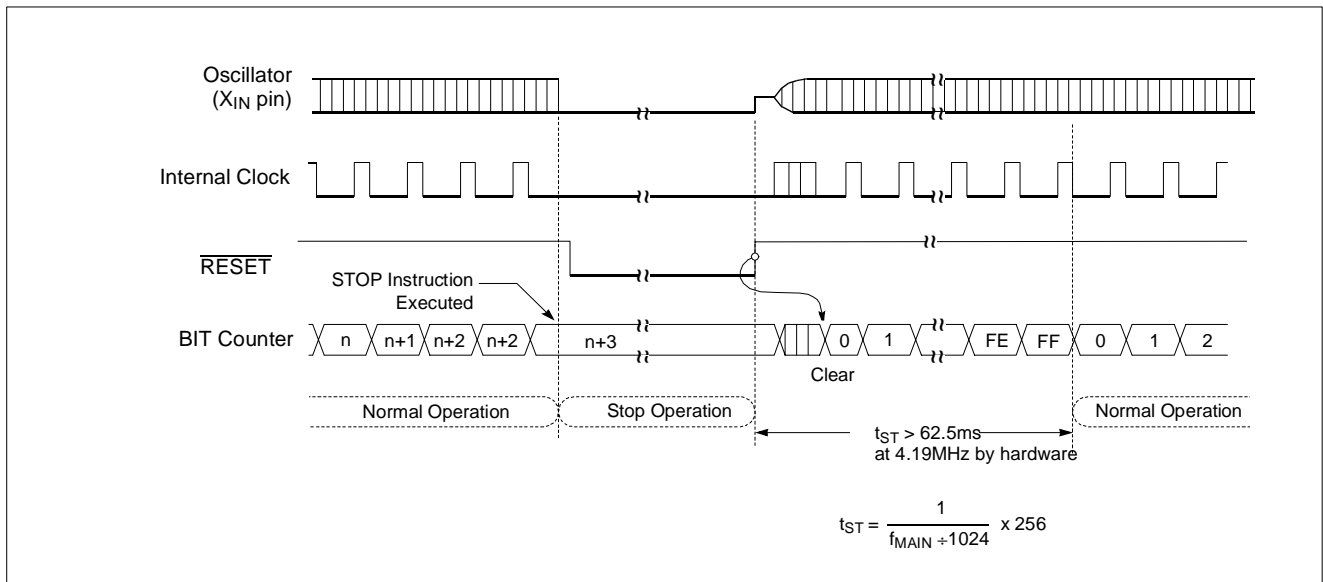 Oscillator
(XIN pin)
Internal Clock
RESET
STOP Instruction
Executed
BIT Counter
n n+1 n+2 n+2 n+3 0 1 FE FF 0 1 2
Clear
Normal Operation Stop Operation Normal Operation
tST > 62.5ms
at 4.19MHz by hardware
tST = 1 / fMAIN ÷1024 x 256